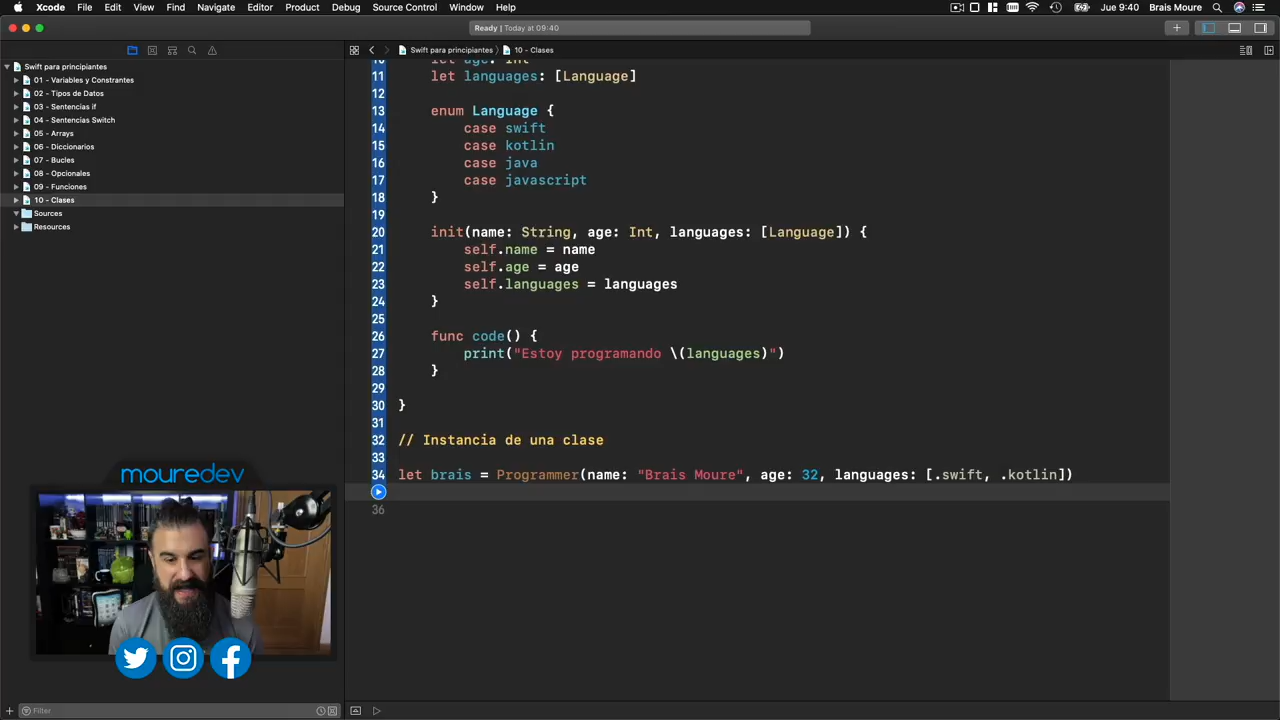 Xcode File Edit View Find Navigate Editor Product Debug Source Control Window Help Jue 9:40 Brais Moure
Ready | Today at 09:40
Swift para principiantes 10 - Clases
Swift para principiantes
01 - Variables y Constrantes
02 - Tipos de Datos
03 - Sentencias if
04 - Sentencias Switch
05 - Arrays
06 - Diccionarios
07 - Bucles
08 - Opcionales
09 - Funciones
10 - Clases
Sources
Resources
10 let age: Int
11 let languages: [Language]
12
13 enum Language {
14 case swift
15 case kotlin
16 case java
17 case javascript
18 }
19
20 init(name: String, age: Int, languages: [Language]) {
21 self.name = name
22 self.age = age
23 self.languages = languages
24 }
25
26 func code() {
27 print("Estoy programando \(languages)")
28 }
29
30 }
31
32 // Instancia de una clase
33
34 let brais = Programmer(name: "Brais Moure", age: 32, languages: [.swift, .kotlin])
36
mouredev
Filter